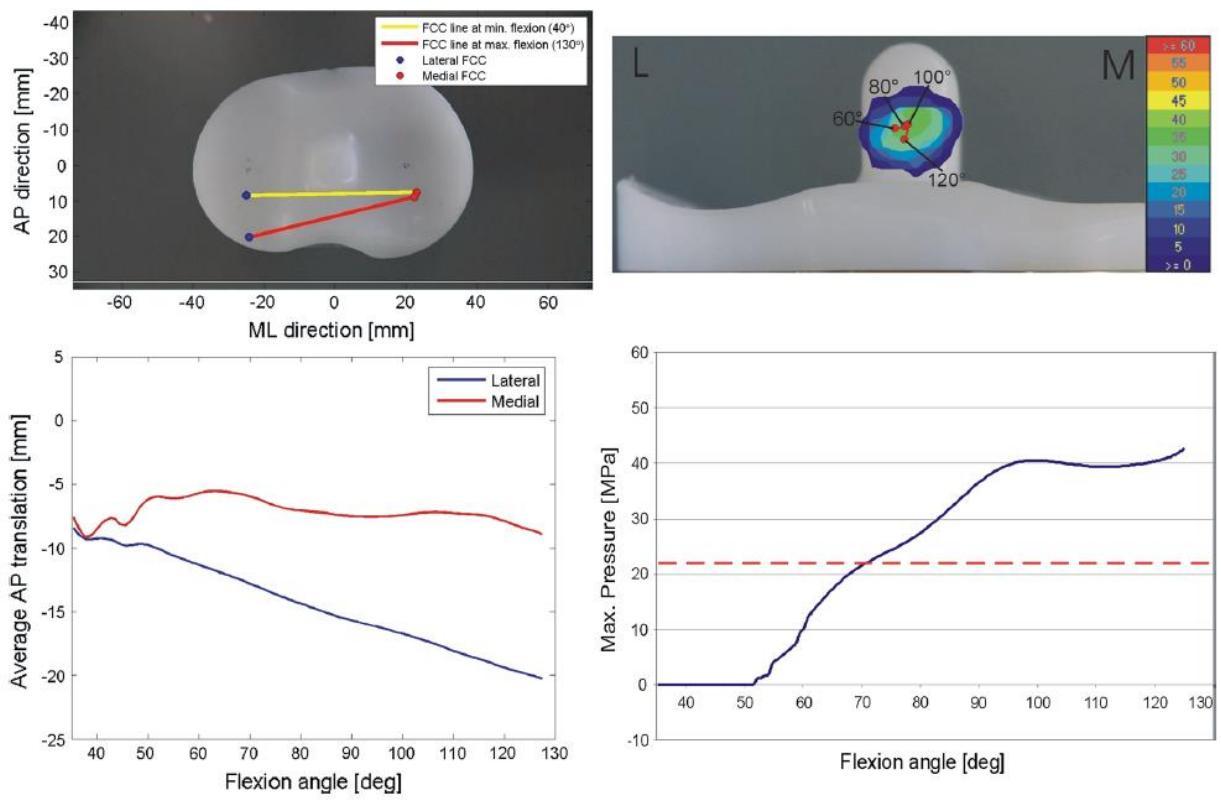 -40
-30
-20
-10
0
10
20
30
AP direction [mm]
FCC line at min. flexion (40°)
FCC line at max. flexion (130°)
Lateral FCC
Medial FCC
-60 -40 -20 0 20 40 60
ML direction [mm]
L
M
60°
80°
100°
120°
>= 60
55
50
45
40
35
30
25
20
15
10
5
>= 0
5
0
-5
-10
-15
-20
-25
Average AP translation [mm]
Lateral
Medial
40 50 60 70 80 90 100 110 120 130
Flexion angle [deg]
60
50
40
30
20
10
0
-10
Max. Pressure [MPa]
40 50 60 70 80 90 100 110 120 130
Flexion angle [deg]